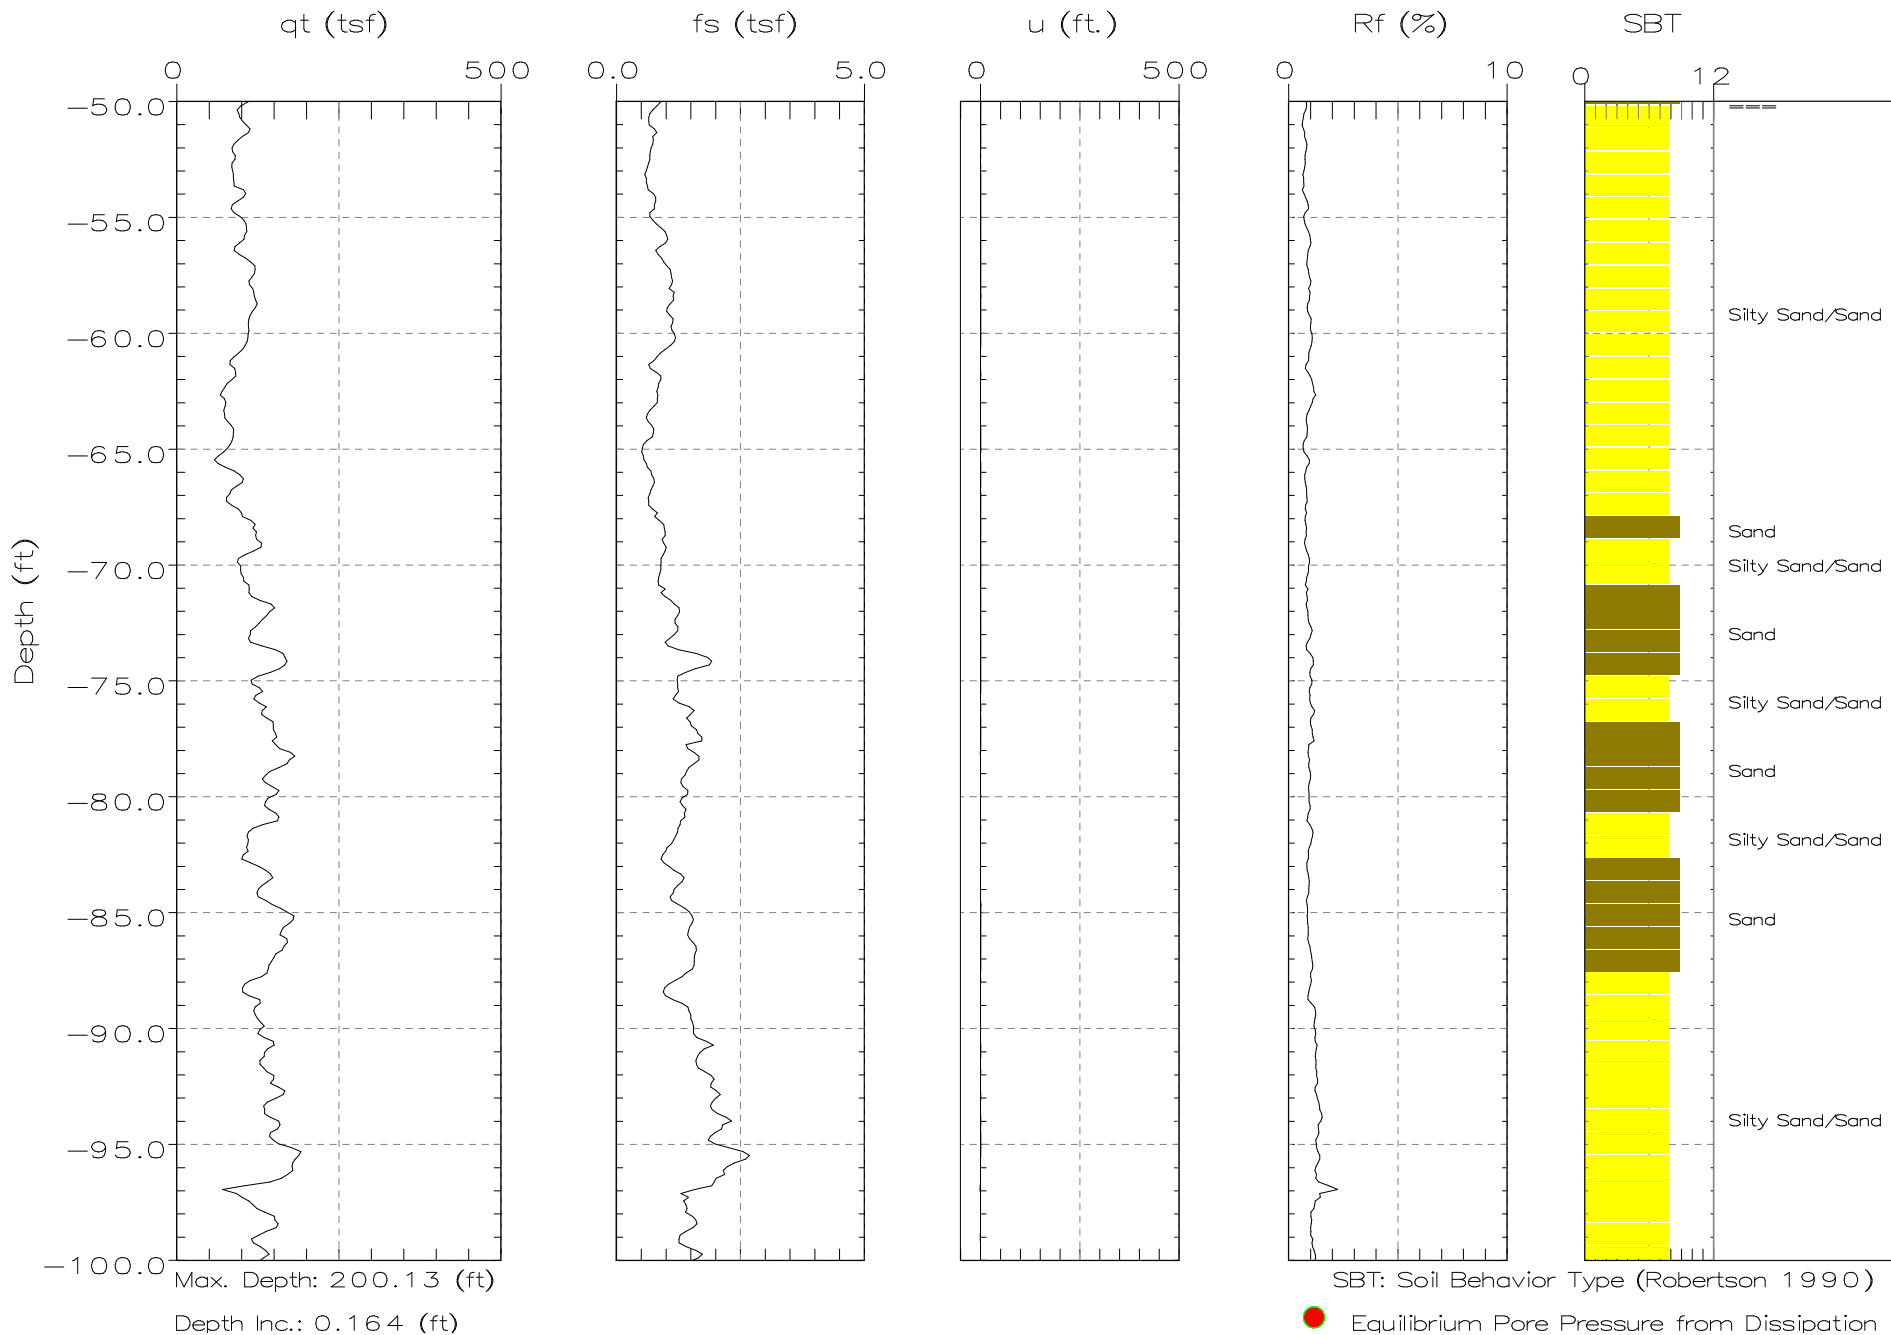 qt (tsf) fs (tsf) u (ft.) Rf (%) SBT
0 500 0.0 5.0 0 500 0 10 0 12
-50.0
Silty Sand/Sand
-55.0
-60.0
-65.0
Sand
-70.0
Silty Sand/Sand
Sand
-75.0
Silty Sand/Sand
Sand
-80.0
Silty Sand/Sand
-85.0
Sand
-90.0
Silty Sand/Sand
-95.0
-100.0
Depth (ft)
Max. Depth: 200.13 (ft)
Depth Inc.: 0.164 (ft)
SBT: Soil Behavior Type (Robertson 1990)
Equilibrium Pore Pressure from Dissipation